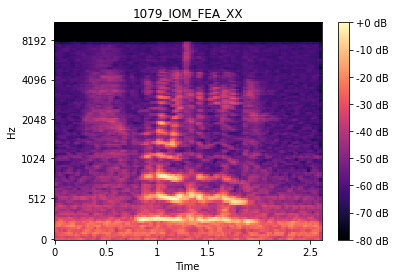 1079_IOM_FEA_XX
+0 dB
8192
-10 dB
4096
-20 dB
-30 dB
2048
Hz
-40 dB
1024
-50 dB
512
-60 dB
-70 dB
0
-80 dB
0 0.5 1 1.5 2 2.5
Time